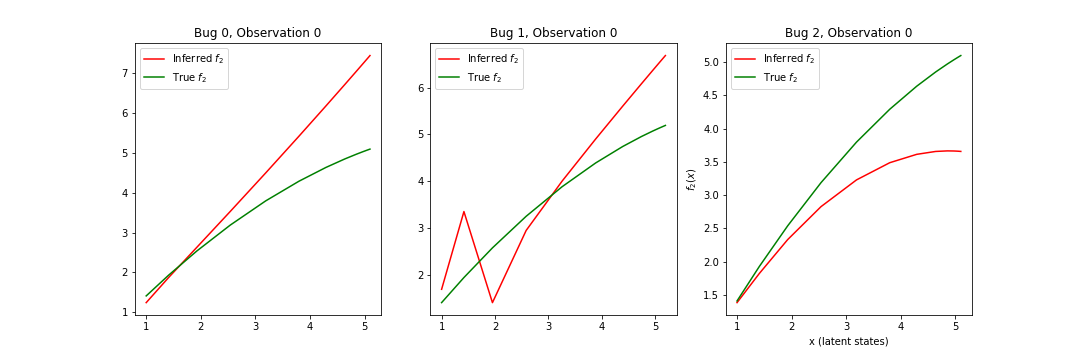 Bug 0, Observation 0
Inferred f₂
True f₂
7
6
5
4
3
2
1
1 2 3 4 5
Bug 1, Observation 0
Inferred f₂
True f₂
6
5
4
3
2
1 2 3 4 5
Bug 2, Observation 0
Inferred f₂
True f₂
f₂(x)
5.0
4.5
4.0
3.5
3.0
2.5
2.0
1.5
1 2 3 4 5
x (latent states)